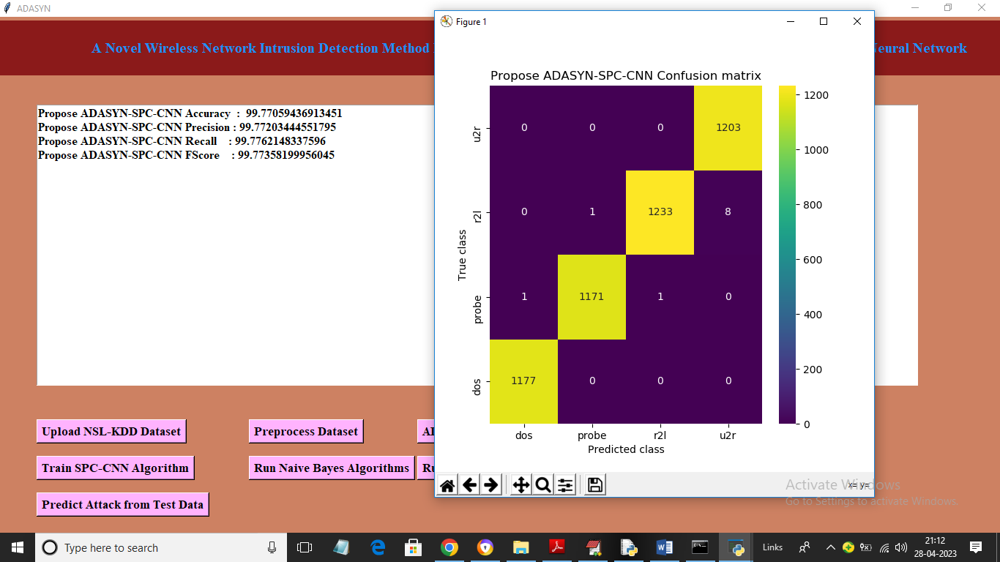 ADASYN
A Novel Wireless Network Intrusion Detection Method
Neural Network
Propose ADASYN-SPC-CNN Accuracy : 99.77059436913451
Propose ADASYN-SPC-CNN Precision : 99.77203444551795
Propose ADASYN-SPC-CNN Recall : 99.7762148337596
Propose ADASYN-SPC-CNN FScore : 99.77358199956045
Upload NSL-KDD Dataset
Preprocess Dataset
Train SPC-CNN Algorithm
Run Naive Bayes Algorithms
Predict Attack from Test Data
Figure 1
Propose ADASYN-SPC-CNN Confusion matrix
True class
u2r 0 0 0 1203
r2l 0 1 1233 8
probe 1 1171 1 0
dos 1177 0 0 0
dos probe r2l u2r
Predicted class
1200
1000
800
600
400
200
0
x= y=
Activate Windows
Go to Settings to activate Windows.
Type here to search
Links
21:12
28-04-2023